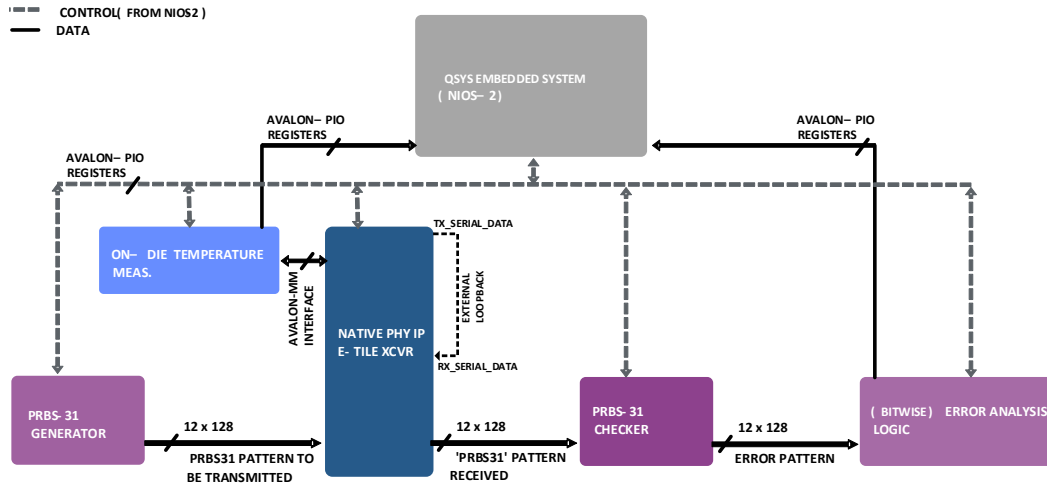 CONTROL( FROM NIOS2 )
DATA
QSYS EMBEDDED SYSTEM
( NIOS– 2)
AVALON– PIO
REGISTERS
AVALON– PIO
REGISTERS
AVALON– PIO
REGISTERS
ON– DIE TEMPERATURE
MEAS.
AVALON-MM
INTERFACE
TX_SERIAL_DATA
EXTERNAL
LOOPBACK
RX_SERIAL_DATA
NATIVE PHY IP
E- TILE XCVR
PRBS- 31
GENERATOR
12 x 128
PRBS31 PATTERN TO
BE TRANSMITTED
12 x 128
'PRBS31' PATTERN
RECEIVED
PRBS- 31
CHECKER
12 x 128
ERROR PATTERN
( BITWISE) ERROR ANALYSIS
LOGIC